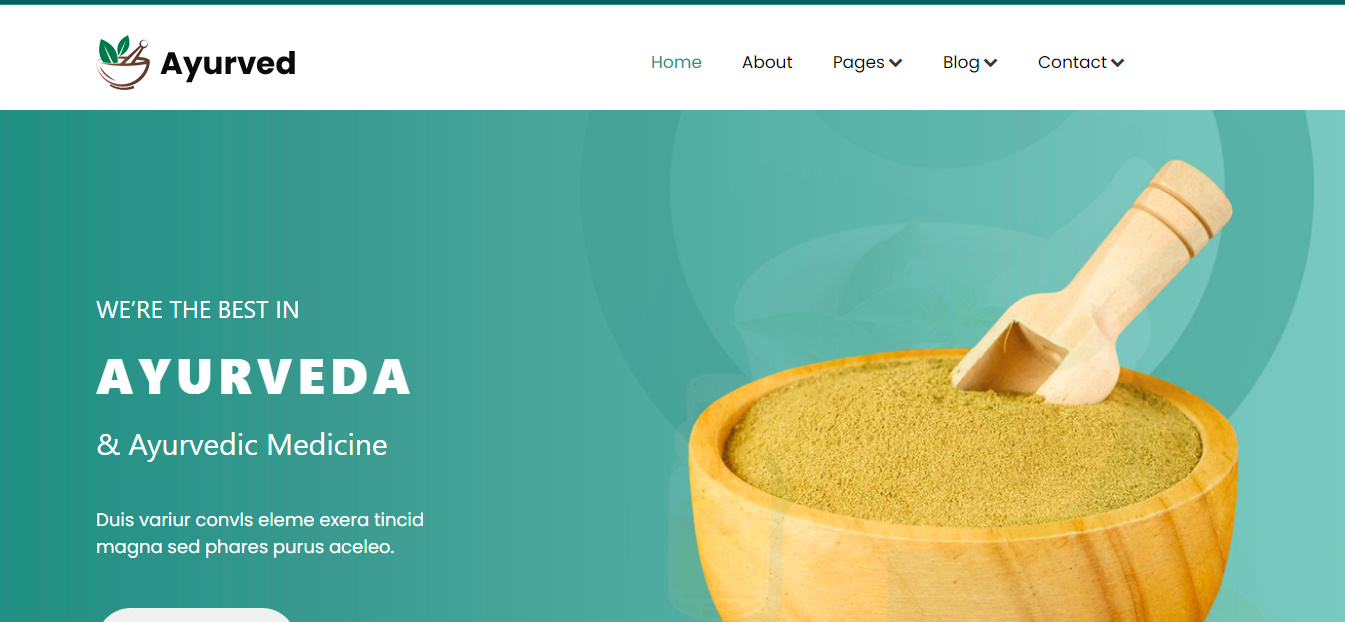 Ayurved
Home About Pages Blog Contact
WE‘RE THE BEST IN
AYURVEDA
& Ayurvedic Medicine
Duis variur convls eleme exera tincid
magna sed phares purus aceleo.